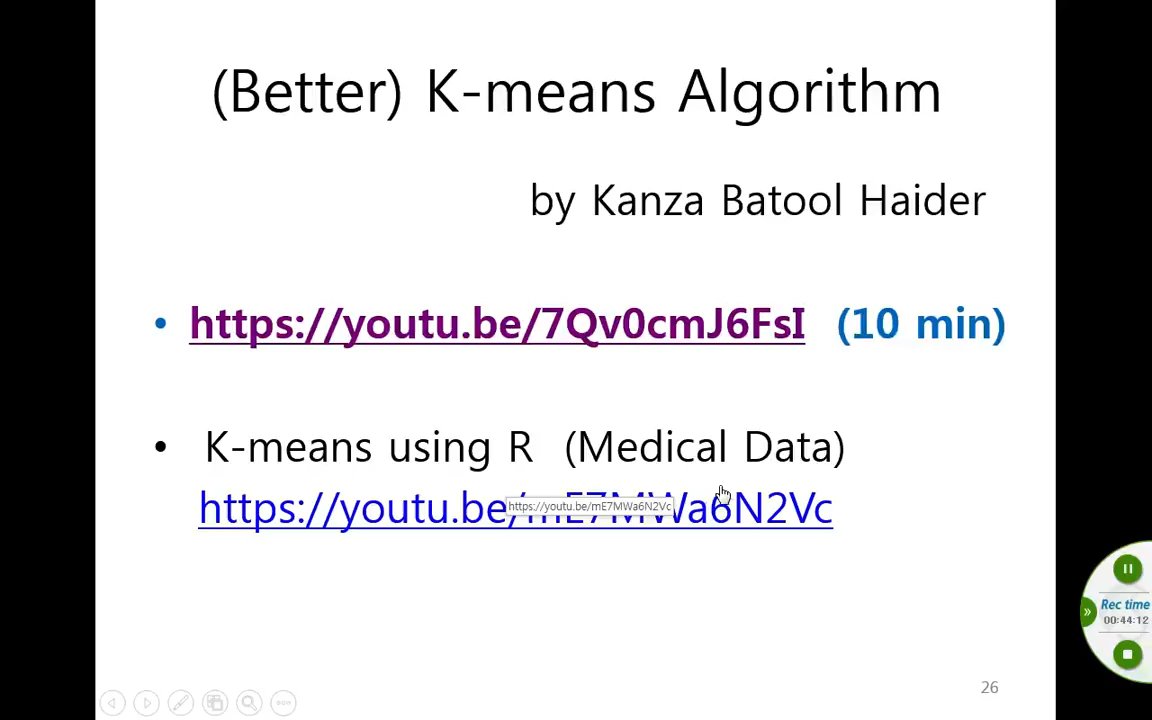 (Better) K-means Algorithm
by Kanza Batool Haider
• https://youtu.be/7Qv0cmJ6FsI (10 min)
• K-means using R (Medical Data)
https://youtu.be/mE7MWa6N2Vc
https://youtu.be/mE7MWa6N2Vc
Rec time
00:44:12
26